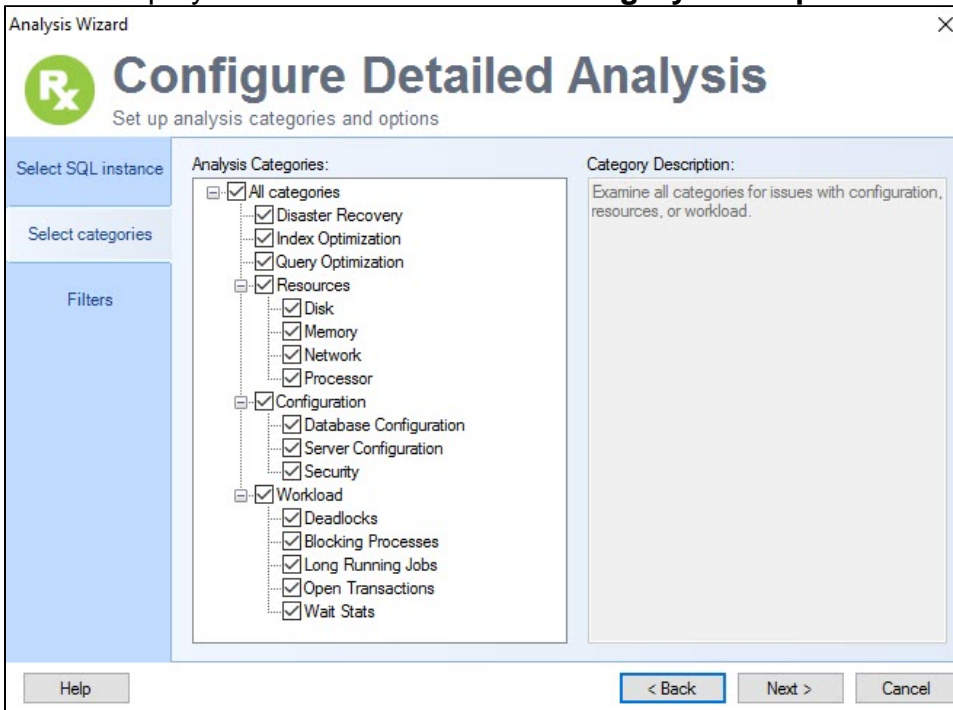 Analysis Wizard
Rx
Configure Detailed Analysis
Set up analysis categories and options
Select SQL instance
Select categories
Filters
Analysis Categories:
All categories
Disaster Recovery
Index Optimization
Query Optimization
Resources
Disk
Memory
Network
Processor
Configuration
Database Configuration
Server Configuration
Security
Workload
Deadlocks
Blocking Processes
Long Running Jobs
Open Transactions
Wait Stats
Category Description:
Examine all categories for issues with configuration,
resources, or workload.
Help
< Back
Next >
Cancel